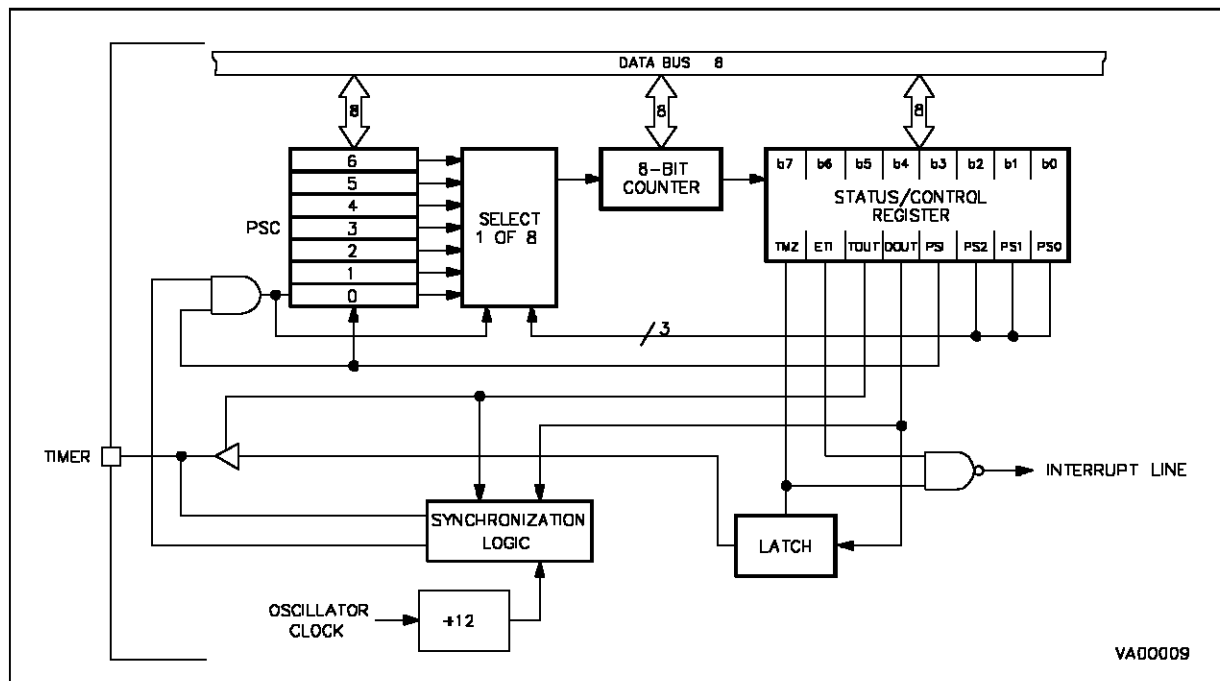 DATA BUS 8
8 8 8
6
5
4
3
2
1
0
PSC
SELECT
1 OF 8
8-BIT
COUNTER
b7 b6 b5 b4 b3 b2 b1 b0
STATUS/CONTROL
REGISTER
TMZ ETI TOUT DOUT PSI PS2 PS1 PS0
3
TIMER
SYNCHRONIZATION
LOGIC
LATCH
INTERRUPT LINE
OSCILLATOR
CLOCK
÷12
VA00009